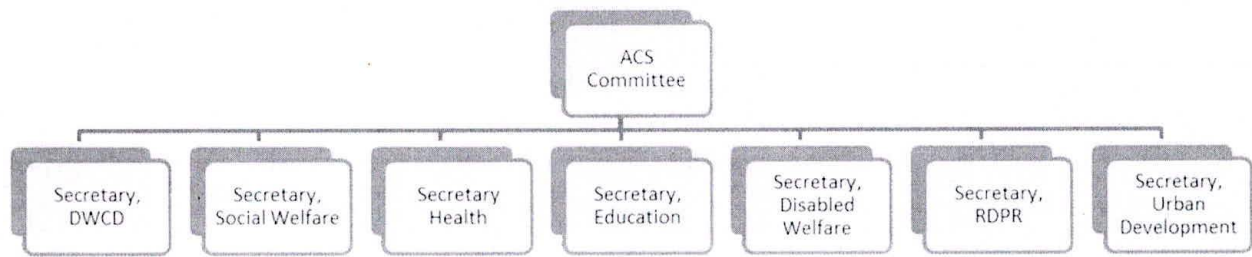 ACS
Committee
Secretary,
DWCD
Secretary,
Social Welfare
Secretary
Health
Secretary,
Education
Secretary,
Disabled
Welfare
Secretary,
RDPR
Secretary,
Urban
Development